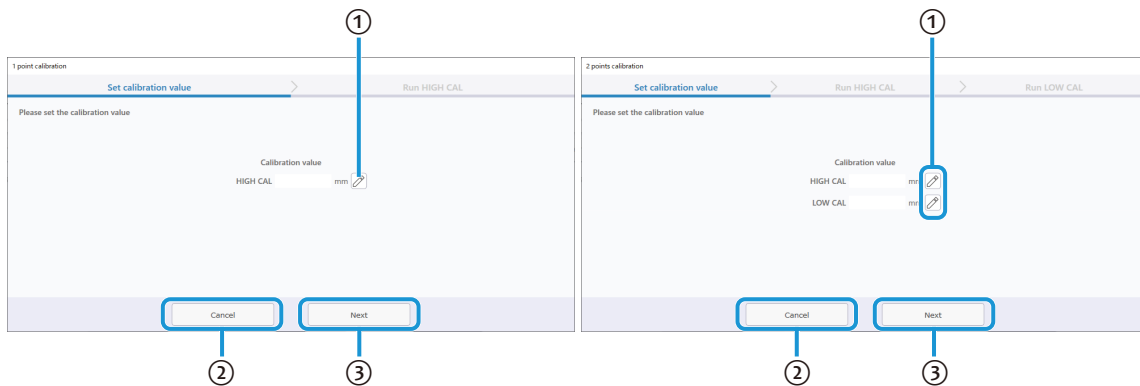 ①
1 point calibration
Set calibration value
Run HIGH CAL
Please set the calibration value
Calibration value
HIGH CAL mm
Cancel
Next
②
③
①
2 points calibration
Set calibration value
Run HIGH CAL
Run LOW CAL
Please set the calibration value
Calibration value
HIGH CAL mm
LOW CAL mm
Cancel
Next
②
③